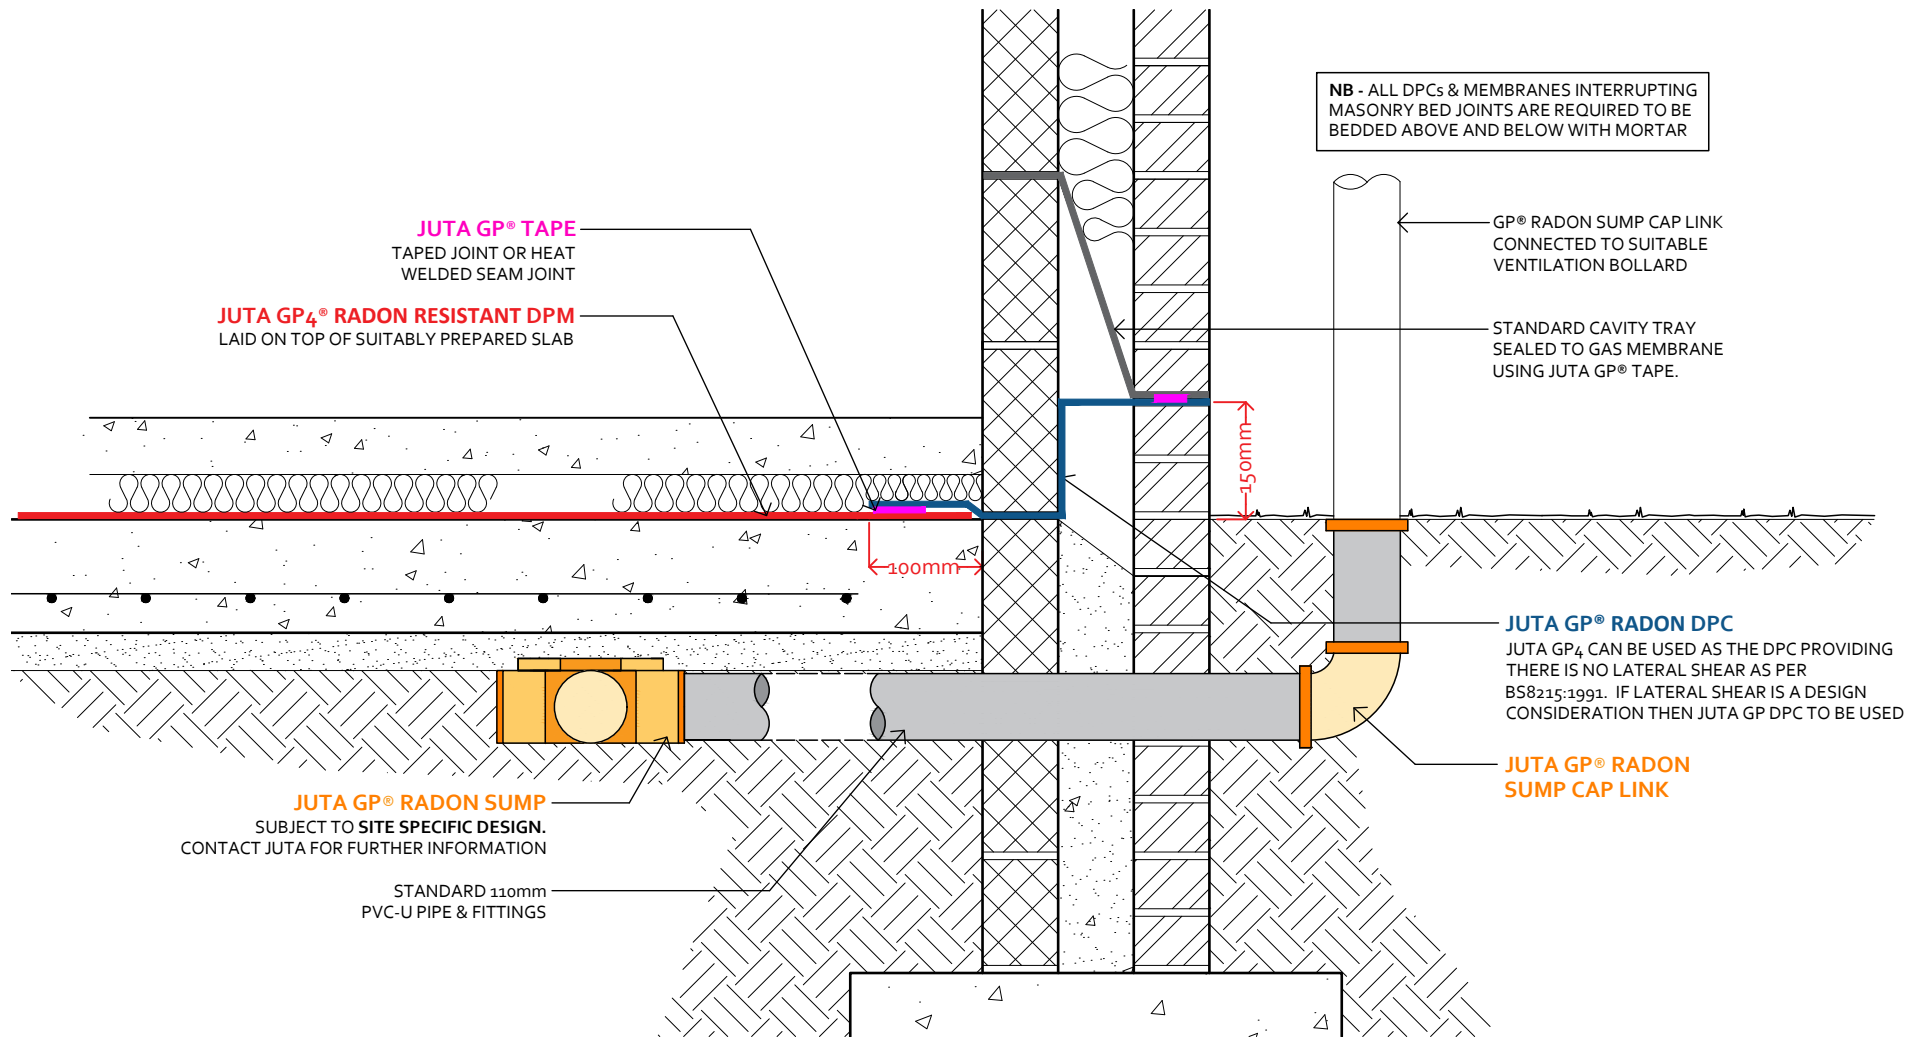 NB - ALL DPCs & MEMBRANES INTERRUPTING
MASONRY BED JOINTS ARE REQUIRED TO BE
BEDDED ABOVE AND BELOW WITH MORTAR
JUTA GP® TAPE
TAPED JOINT OR HEAT
WELDED SEAM JOINT
JUTA GP4® RADON RESISTANT DPM
LAID ON TOP OF SUITABLY PREPARED SLAB
GP® RADON SUMP CAP LINK
CONNECTED TO SUITABLE
VENTILATION BOLLARD
STANDARD CAVITY TRAY
SEALED TO GAS MEMBRANE
USING JUTA GP® TAPE.
150mm
100mm
JUTA GP® RADON DPC
JUTA GP4 CAN BE USED AS THE DPC PROVIDING
THERE IS NO LATERAL SHEAR AS PER
BS8215:1991. IF LATERAL SHEAR IS A DESIGN
CONSIDERATION THEN JUTA GP DPC TO BE USED
JUTA GP® RADON
SUMP CAP LINK
JUTA GP® RADON SUMP
SUBJECT TO SITE SPECIFIC DESIGN.
CONTACT JUTA FOR FURTHER INFORMATION
STANDARD 110mm
PVC-U PIPE & FITTINGS